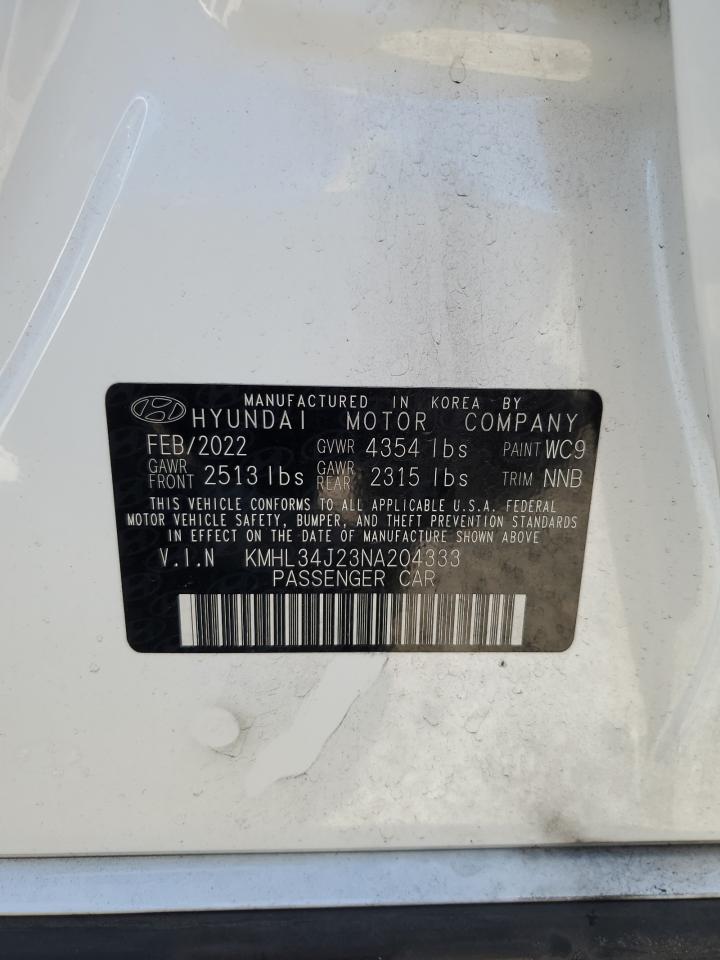 MANUFACTURED IN KOREA BY
HYUNDAI MOTOR COMPANY
FEB/2022 GVWR 4354 lbs PAINT WC9
GAWR FRONT 2513 lbs GAWR REAR 2315 lbs TRIM NNB
THIS VEHICLE CONFORMS TO ALL APPLICABLE U.S.A. FEDERAL
MOTOR VEHICLE SAFETY, BUMPER, AND THEFT PREVENTION STANDARDS
IN EFFECT ON THE DATE OF MANUFACTURE SHOWN ABOVE
V.I.N KMHL34J23NA204333
PASSENGER CAR